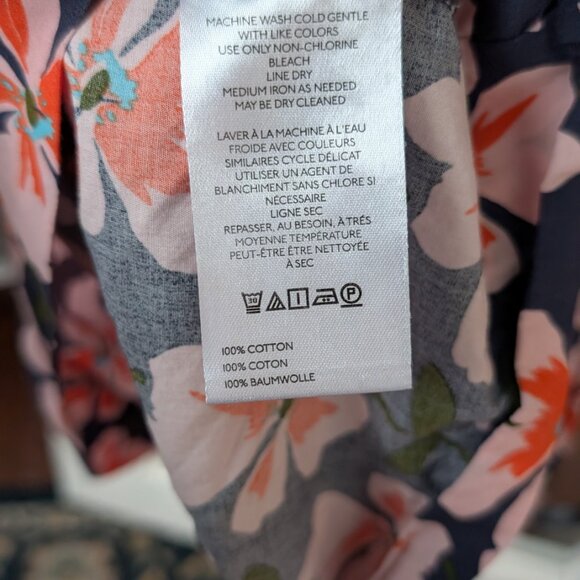 MACHINE WASH COLD GENTLE
WITH LIKE COLORS
USE ONLY NON-CHLORINE
BLEACH
LINE DRY
MEDIUM IRON AS NEEDED
MAY BE DRY CLEANED
LAVER À LA MACHINE À L'EAU
FROIDE AVEC COULEURS
SIMILAIRES CYCLE DÉLICAT
UTILISER UN AGENT DE
BLANCHIMENT SANS CHLORE SI
NÉCESSAIRE
LIGNE SEC
REPASSER, AU BESOIN, À TRÉS
MOYENNE TEMPÉRATURE
PEUT-ÊTRE ÊTRE NETTOYÉE
À SEC
30 P
100% COTTON
100% COTON
100% BAUMWOLLE